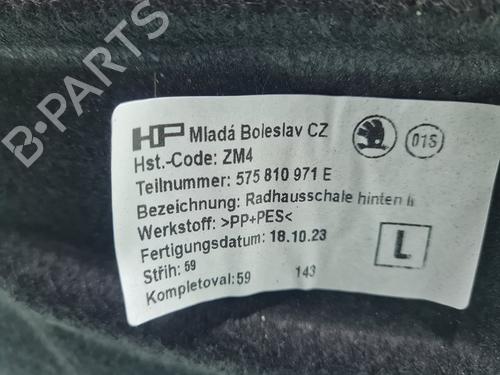 B-PARTS
HP Mladá Boleslav CZ
015
Hst.-Code: ZM4
Teilnummer: 575 810 971 E
Bezeichnung: Radhausschale hinten li
Werkstoff: >PP+PES<
Fertigungsdatum: 18.10.23
L
Střih: 59
Kompletoval: 59 143